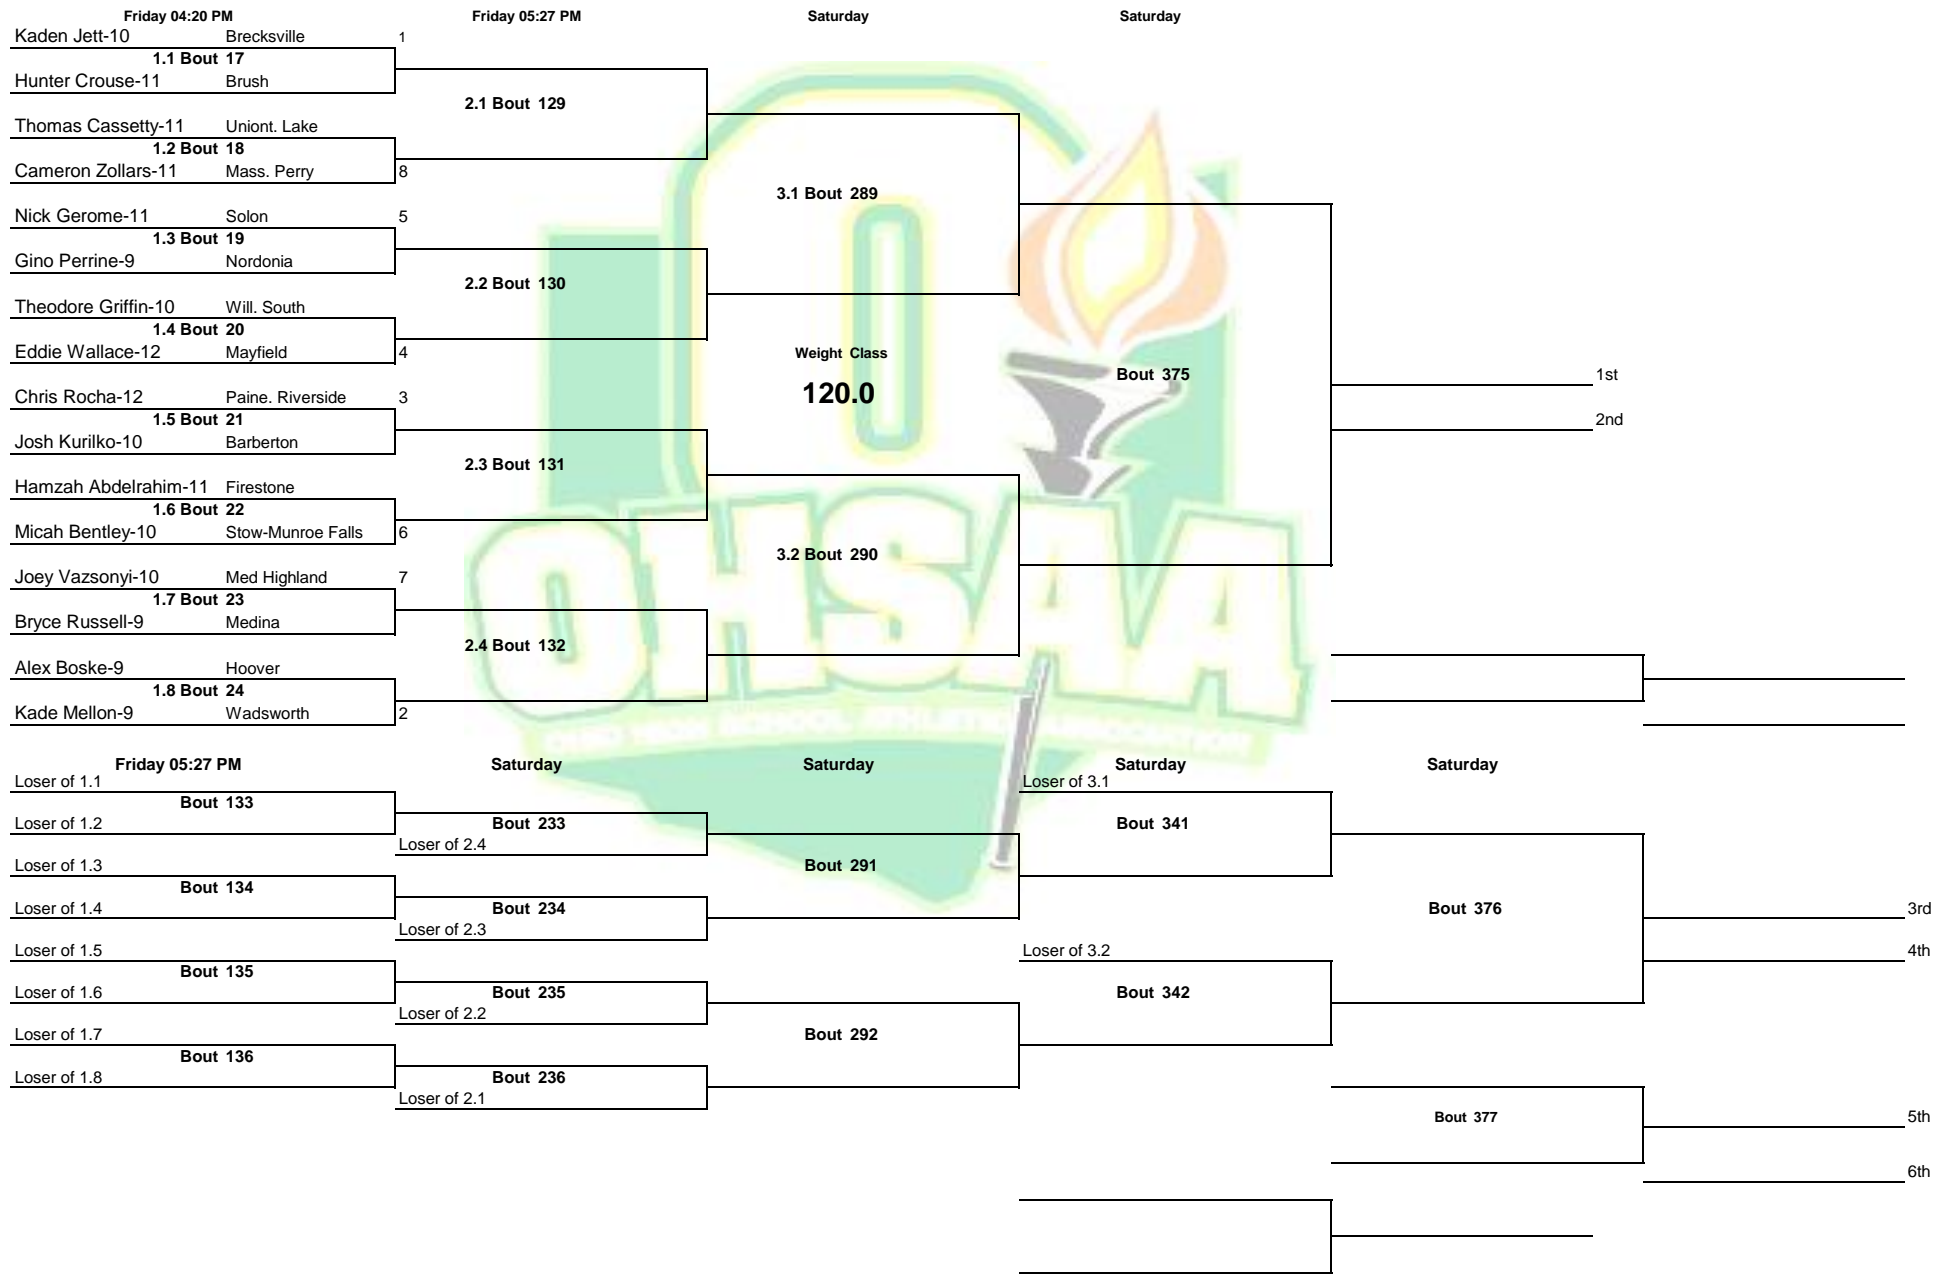 Friday 04:20 PM Friday 05:27 PM Saturday Saturday
Kaden Jett-10 Brecksville 1
1.1 Bout 17
Hunter Crouse-11 Brush
2.1 Bout 129
Thomas Cassetty-11 Uniont. Lake
1.2 Bout 18
Cameron Zollars-11 Mass. Perry 8
3.1 Bout 289
Nick Gerome-11 Solon 5
1.3 Bout 19
Gino Perrine-9 Nordonia
2.2 Bout 130
Theodore Griffin-10 Will. South
1.4 Bout 20
Eddie Wallace-12 Mayfield 4
Weight Class
120.0
Bout 375
1st
2nd
Chris Rocha-12 Paine. Riverside 3
1.5 Bout 21
Josh Kurilko-10 Barberton
2.3 Bout 131
Hamzah Abdelrahim-11 Firestone
1.6 Bout 22
Micah Bentley-10 Stow-Munroe Falls 6
3.2 Bout 290
Joey Vazsonyi-10 Med Highland 7
1.7 Bout 23
Bryce Russell-9 Medina
2.4 Bout 132
Alex Boske-9 Hoover
1.8 Bout 24
Kade Mellon-9 Wadsworth 2
OHSAA
OHIO HIGH SCHOOL ATHLETIC ASSOCIATION
Friday 05:27 PM Saturday Saturday Saturday Saturday
Loser of 1.1 Loser of 3.1
Bout 133
Loser of 1.2 Bout 233 Bout 341
Loser of 2.4
Loser of 1.3 Bout 291
Bout 134
Loser of 1.4 Bout 234 Bout 376 3rd
Loser of 2.3
Loser of 1.5 Loser of 3.2 4th
Bout 135
Loser of 1.6 Bout 235 Bout 342
Loser of 2.2
Loser of 1.7 Bout 292
Bout 136
Loser of 1.8 Bout 236
Loser of 2.1
Bout 377 5th
6th